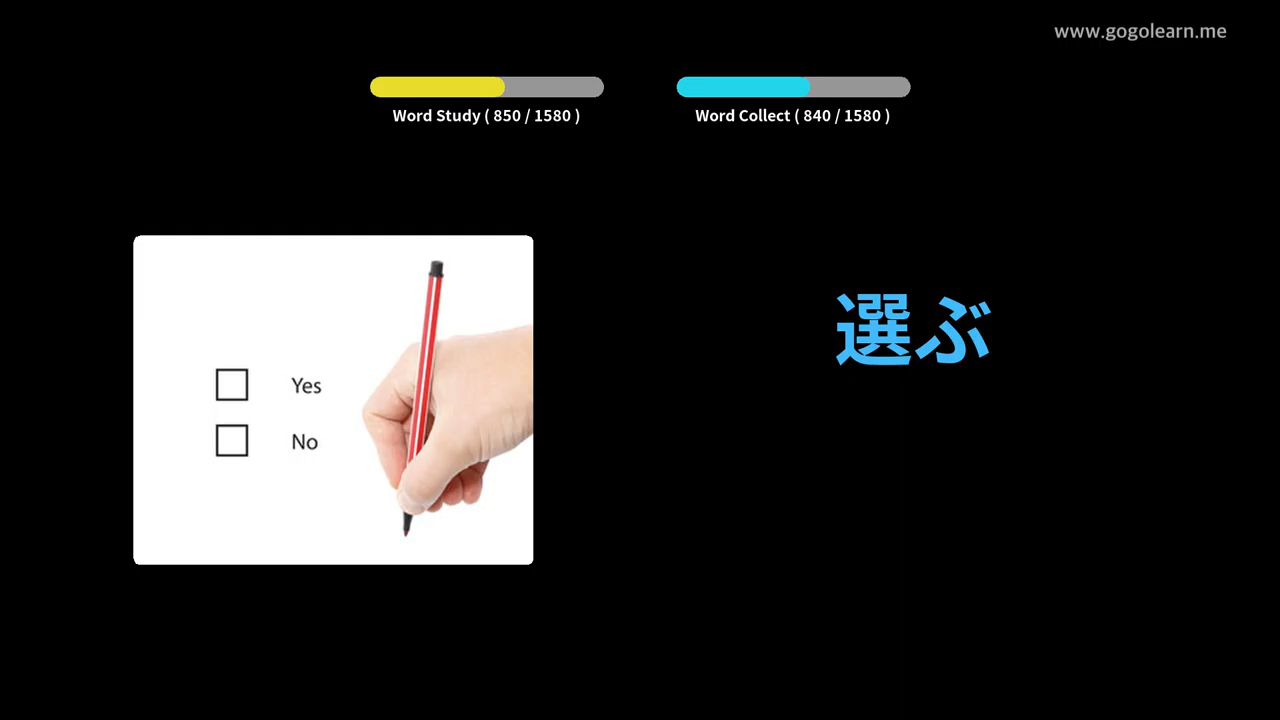 www.gogolearn.me
Word Study ( 850 / 1580 )
Word Collect ( 840 / 1580 )
選ぶ
Yes
No